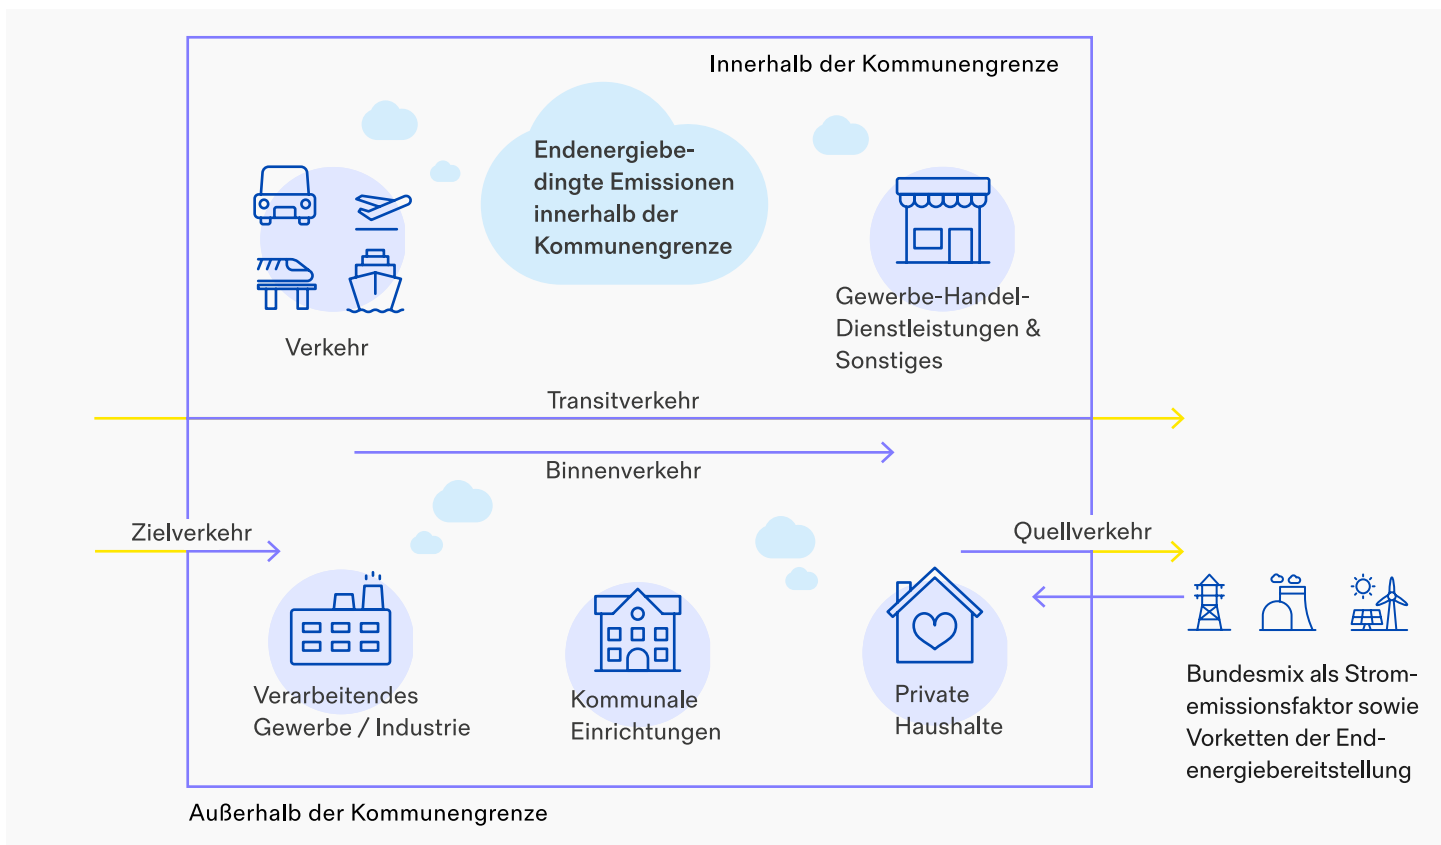 Innerhalb der Kommunengrenze
Endenergiebe-
dingte Emissionen
innerhalb der
Kommunengrenze
Verkehr
Gewerbe-Handel-
Dienstleistungen &
Sonstiges
Transitverkehr
Binnenverkehr
Zielverkehr
Quellverkehr
Verarbeitendes
Gewerbe / Industrie
Kommunale
Einrichtungen
Private
Haushalte
Bundesmix als Strom-
emissionsfaktor sowie
Vorketten der End-
energiebereitstellung
Außerhalb der Kommunengrenze